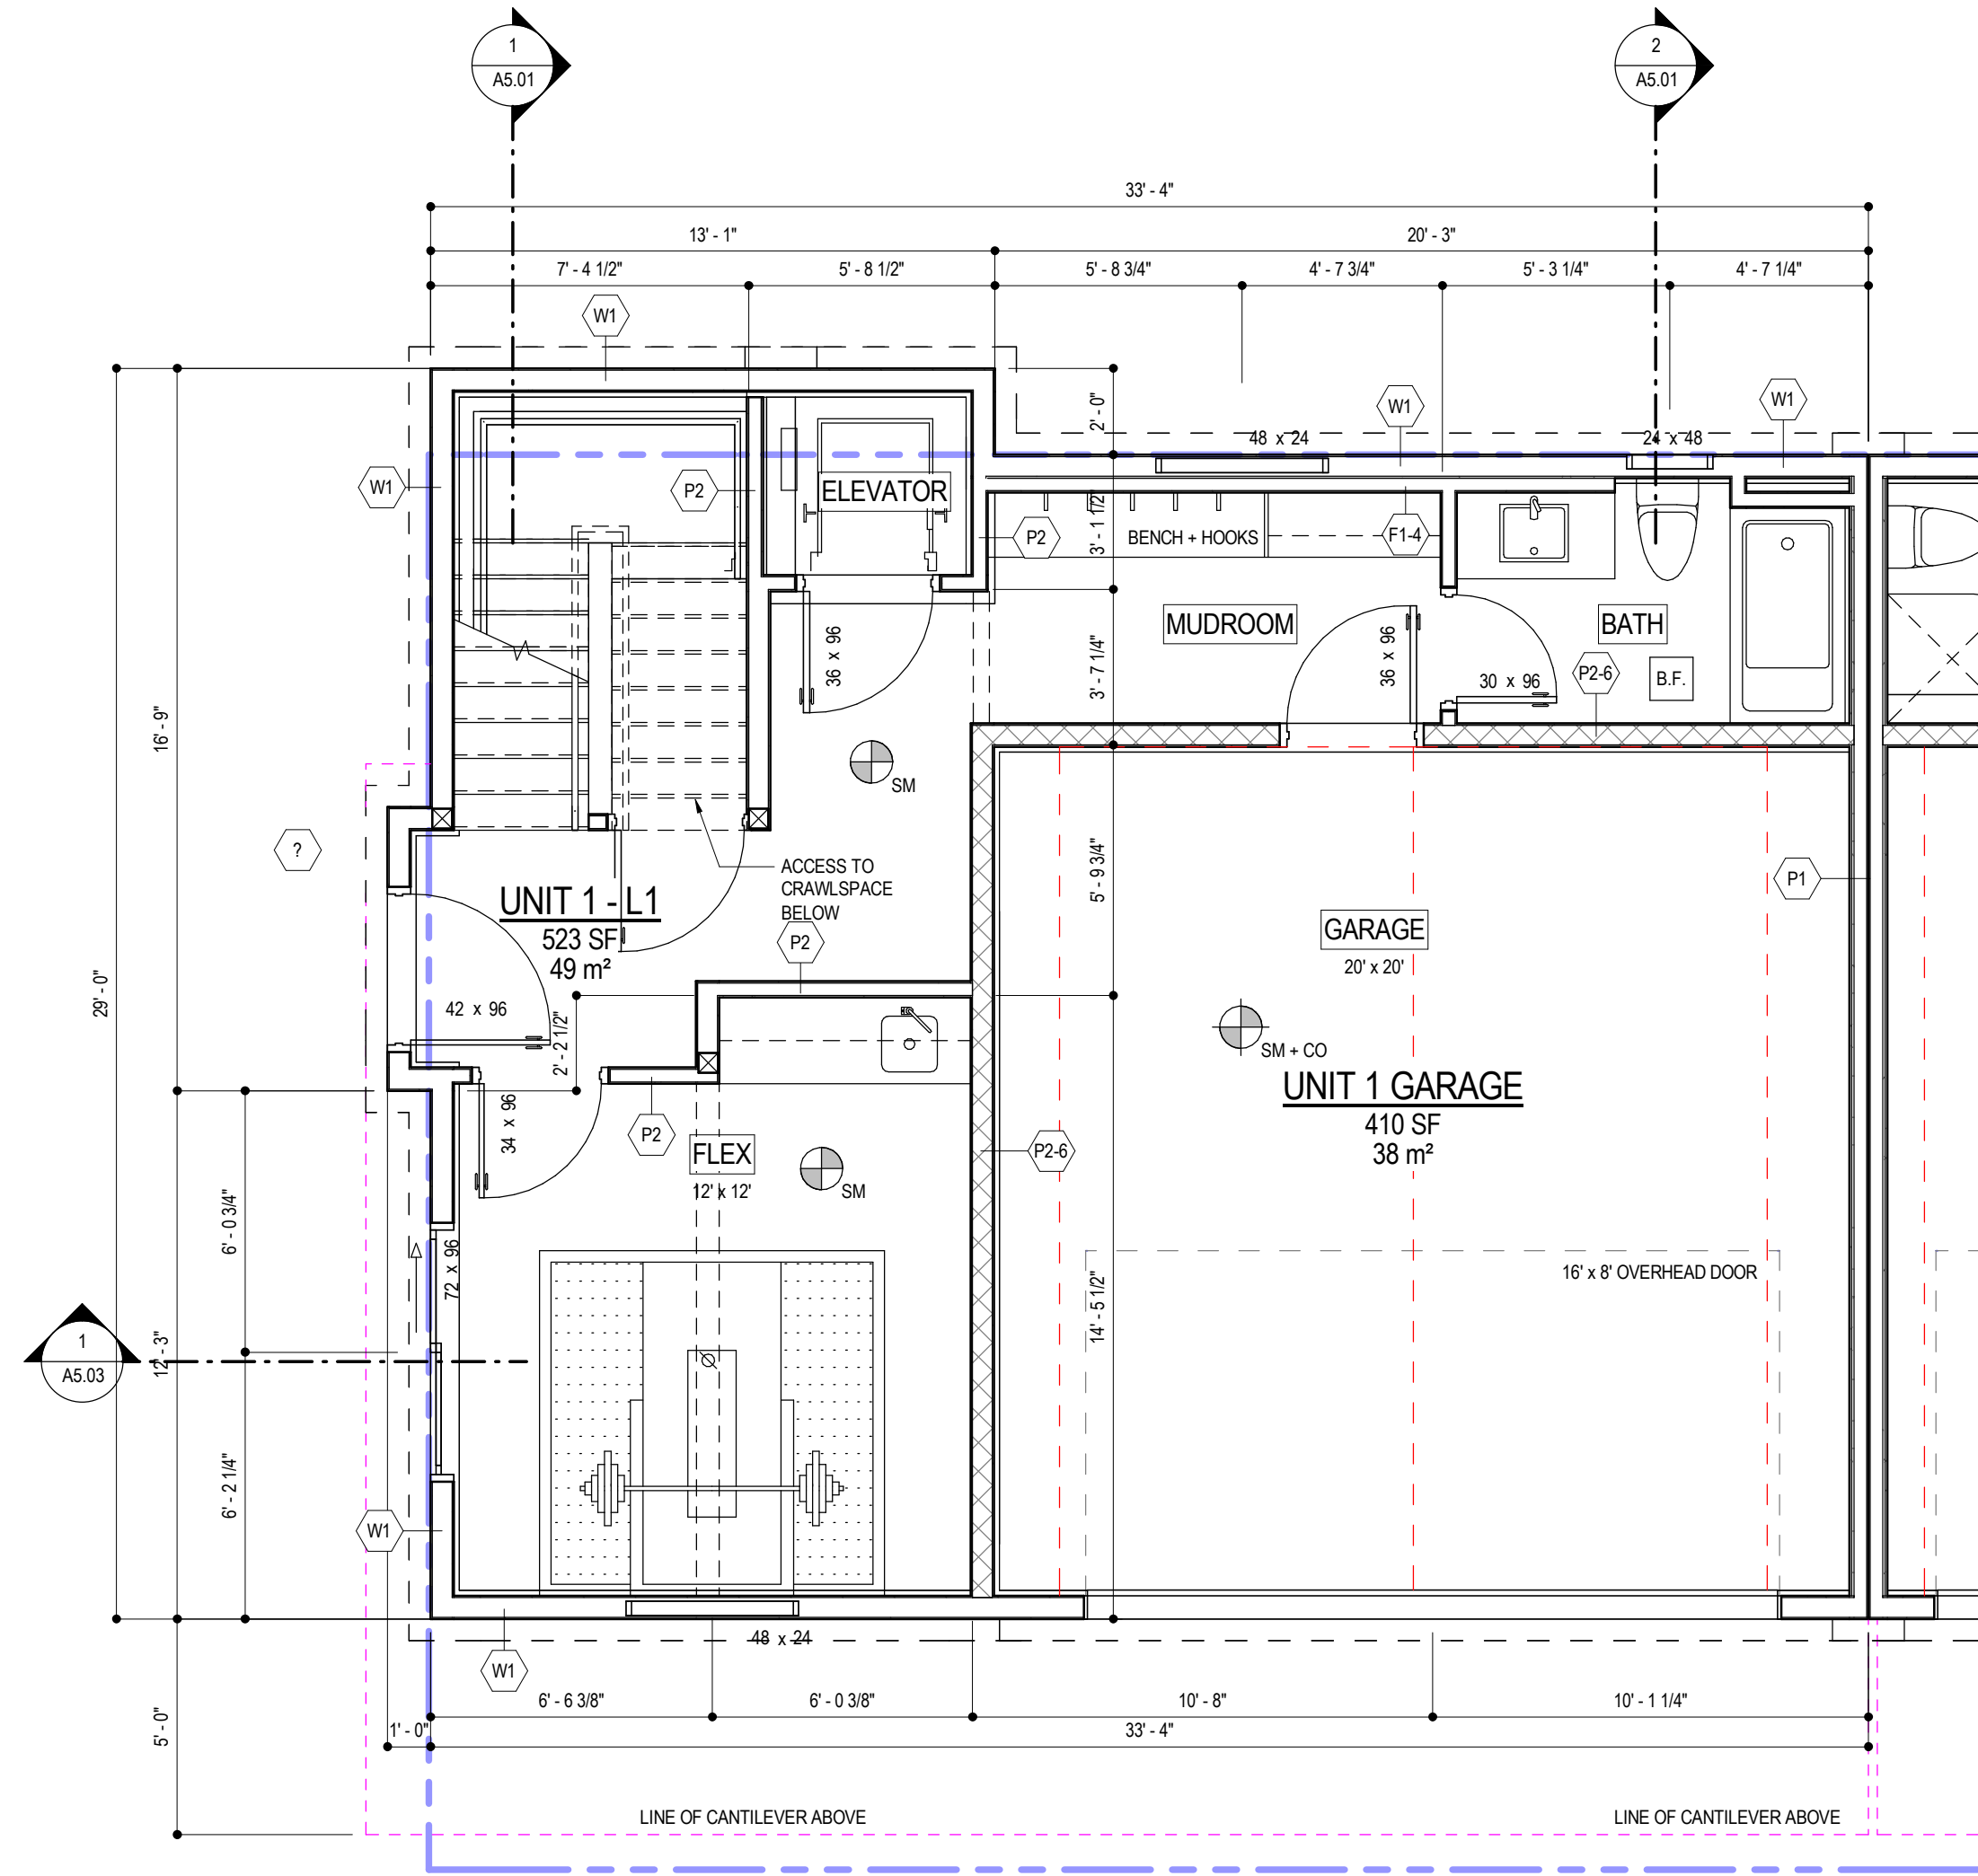 1
A5.01
2
A5.01
33' - 4"
13' - 1"
20' - 3"
7' - 4 1/2"
5' - 8 1/2"
5' - 8 3/4"
4' - 7 3/4"
5' - 3 1/4"
4' - 7 1/4"
W1
W1
W1
2' - 0"
48 x 24
24 x 48
W1
P2
ELEVATOR
3' - 1 1/2"
P2
BENCH + HOOKS
F1-4
MUDROOM
BATH
36 x 96
3' - 7 1/4"
36 x 96
30 x 96
P2-6
B.F.
16' - 9"
SM
?
ACCESS TO
CRAWLSPACE
BELOW
5' - 9 3/4"
P1
UNIT 1 - L1
523 SF
49 m²
P2
GARAGE
20' x 20'
29' - 0"
42 x 96
2' - 2 1/2"
SM + CO
UNIT 1 GARAGE
410 SF
38 m²
34 x 96
P2
FLEX
12' x 12'
SM
P2-6
6' - 0 3/4"
72 x 96
16' x 8' OVERHEAD DOOR
14' - 5 1/2"
1
A5.03
12' - 3"
6' - 2 1/4"
W1
48 x 24
W1
6' - 6 3/8"
6' - 0 3/8"
10' - 8"
10' - 1 1/4"
5' - 0"
1' - 0"
33' - 4"
LINE OF CANTILEVER ABOVE
LINE OF CANTILEVER ABOVE